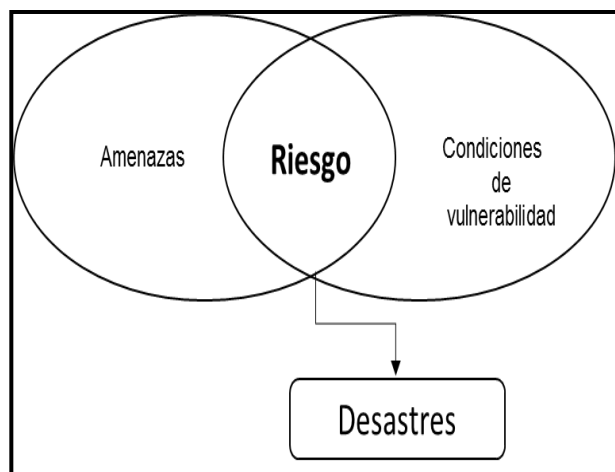 Amenazas
Riesgo
Condiciones
de
vulnerabilidad
Desastres